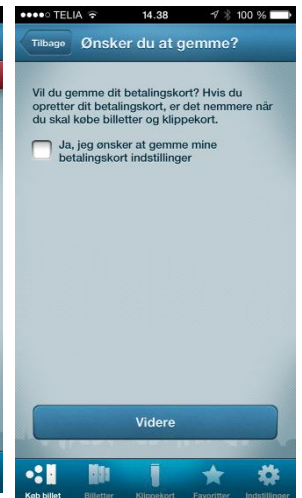 TELIA 14.38 100 %
Tilbage Ønsker du at gemme?
Vil du gemme dit betalingskort? Hvis du
opretter dit betalingskort, er det nemmere når
du skal købe billetter og klippekort.
Ja, jeg ønsker at gemme mine
betalingskort indstillinger
Videre
Køb billet Billetter Klippekort Favoritter Indstillinger